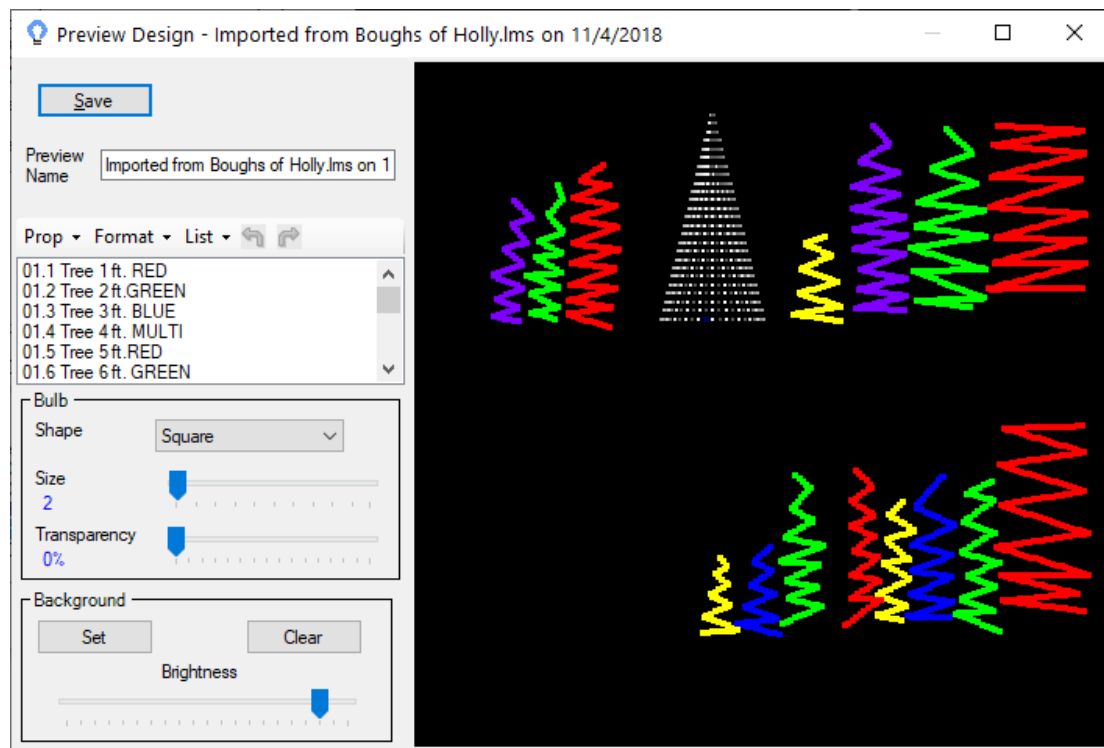 Preview Design - Imported from Boughs of Holly.lms on 11/4/2018
Save
Preview Name
Imported from Boughs of Holly.lms on 1
Prop Format List
01.1 Tree 1 ft. RED
01.2 Tree 2 ft.GREEN
01.3 Tree 3 ft. BLUE
01.4 Tree 4 ft. MULTI
01.5 Tree 5 ft.RED
01.6 Tree 6 ft. GREEN
Bulb
Shape
Square
Size
2
Transparency
0%
Background
Set Clear
Brightness